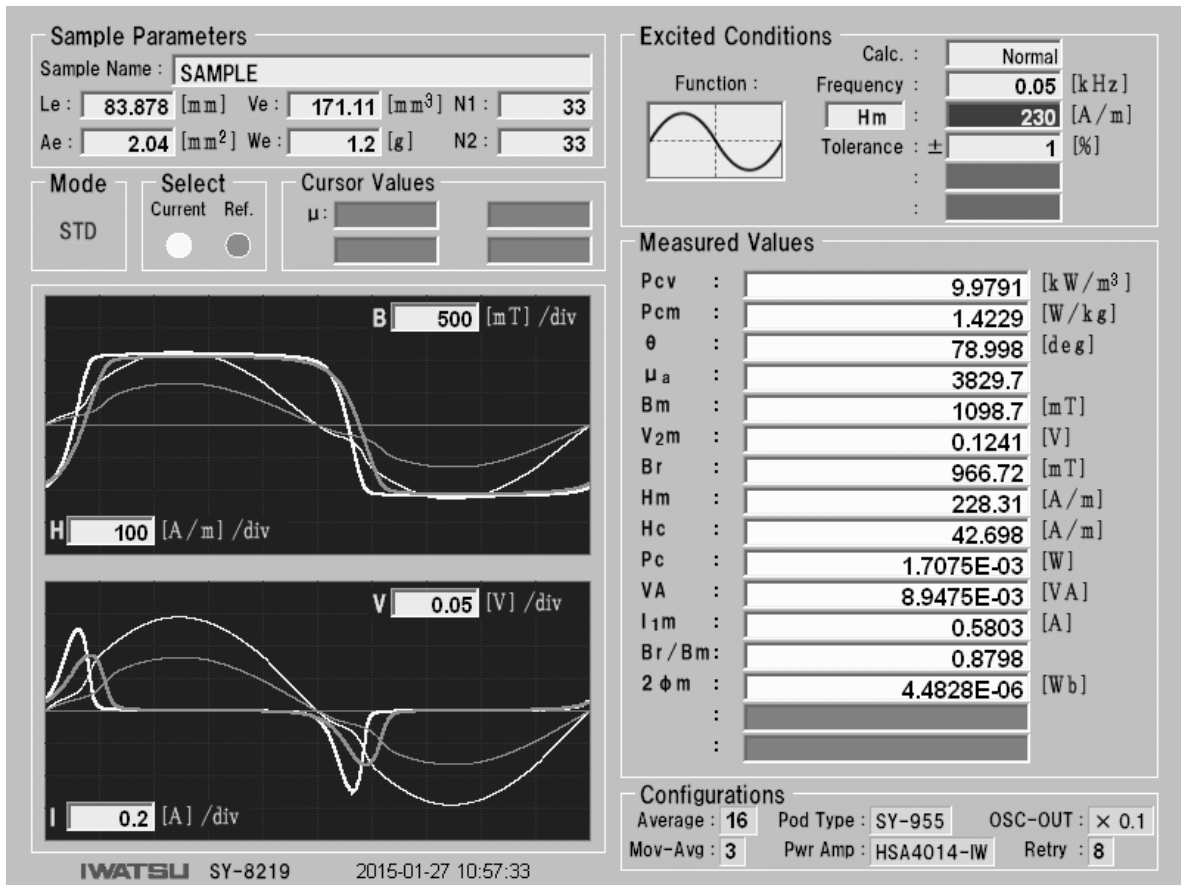 Sample Parameters
Sample Name : SAMPLE
Le : 83.878 [mm] Ve : 171.11 [mm³] N1 : 33
Ae : 2.04 [mm²] We : 1.2 [g] N2 : 33
Mode
STD
Select
Current Ref.
Cursor Values
μ :
B 500 [mT] /div
H 100 [A/m] /div
V 0.05 [V] /div
I 0.2 [A] /div
IWATSU SY-8219 2015-01-27 10:57:33
Excited Conditions
Calc. : Normal
Function : Frequency : 0.05 [kHz]
Hm : 230 [A/m]
Tolerance : ± 1 [%]
:
:
Measured Values
Pcv : 9.9791 [kW/m³]
Pcm : 1.4229 [W/kg]
θ : 78.998 [deg]
μa : 3829.7
Bm : 1098.7 [mT]
V2m : 0.1241 [V]
Br : 966.72 [mT]
Hm : 228.31 [A/m]
Hc : 42.698 [A/m]
Pc : 1.7075E-03 [W]
VA : 8.9475E-03 [VA]
I1m : 0.5803 [A]
Br/Bm: 0.8798
2φm : 4.4828E-06 [Wb]
:
:
Configurations
Average : 16 Pod Type : SY-955 OSC-OUT : × 0.1
Mov-Avg : 3 Pwr Amp : HSA4014-IW Retry : 8